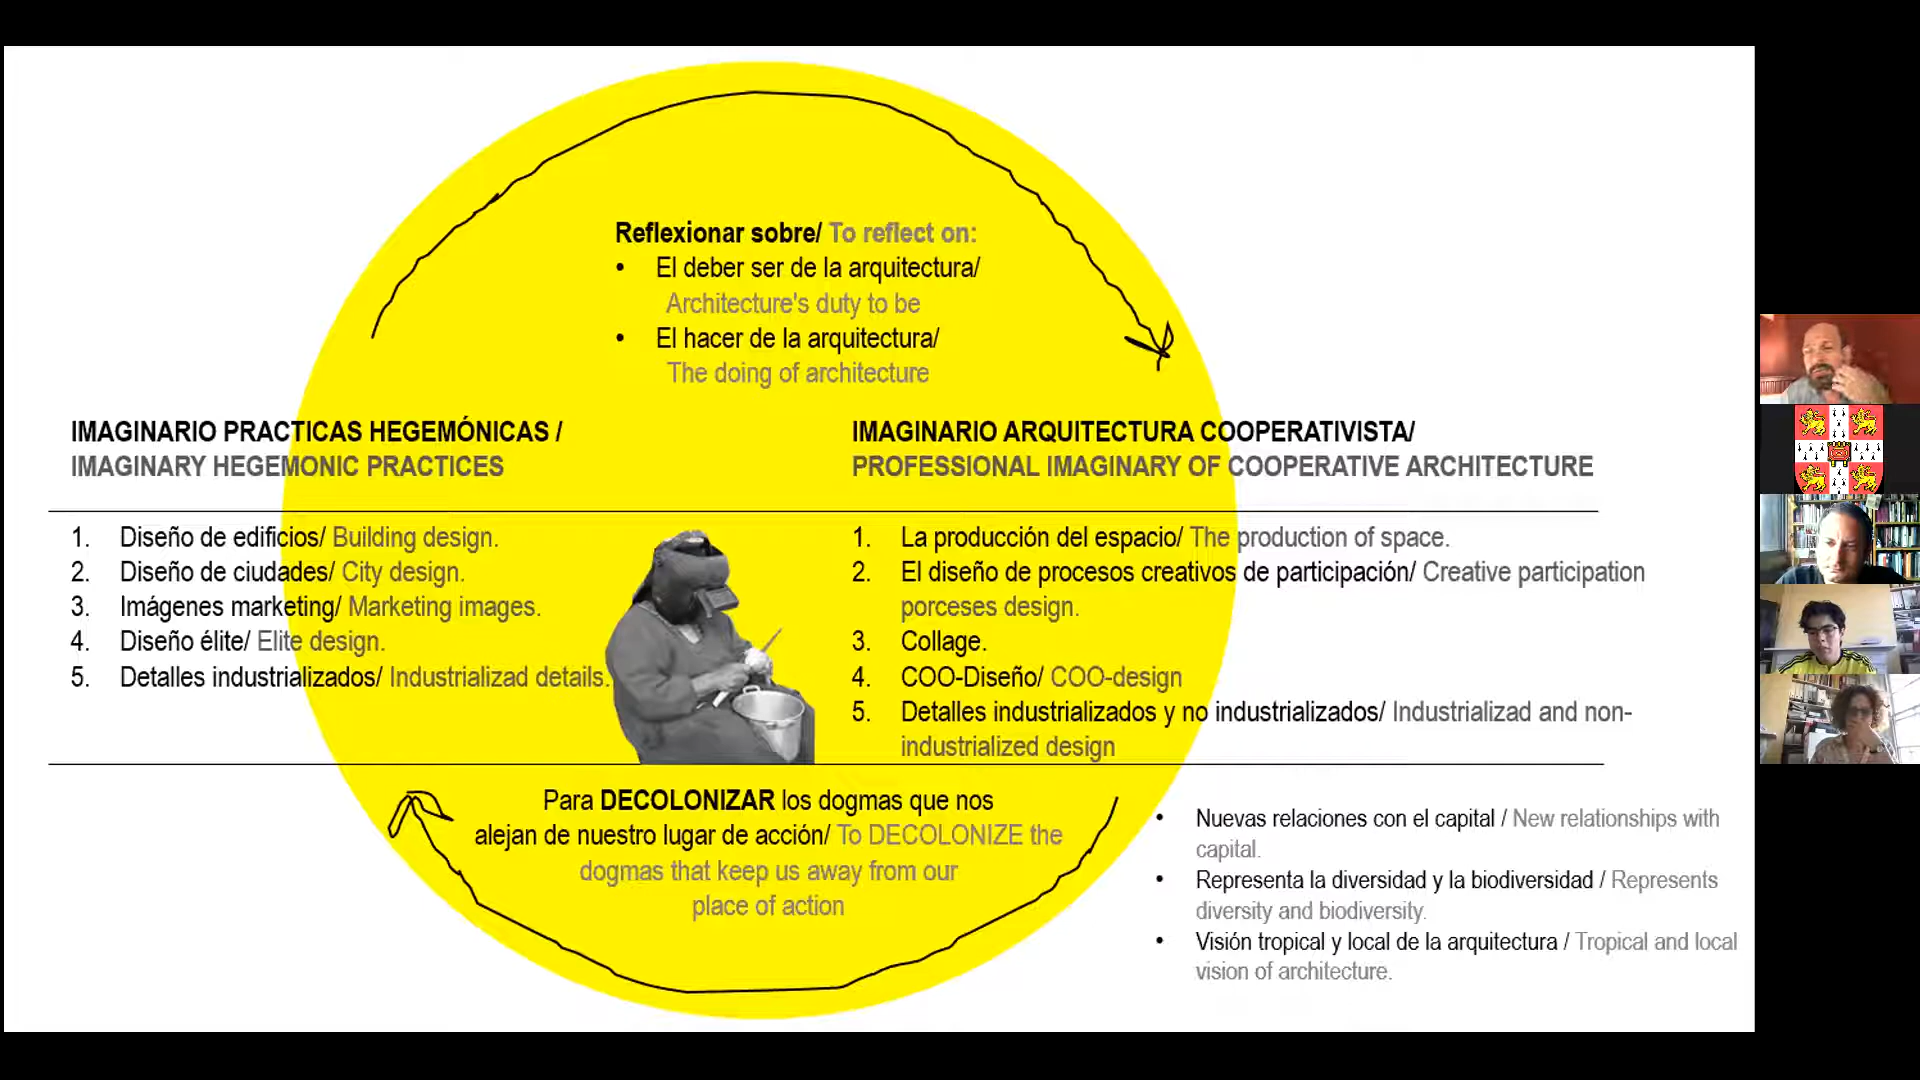 Reflexionar sobre/ To reflect on:
• El deber ser de la arquitectura/
Architecture's duty to be
• El hacer de la arquitectura/
The doing of architecture
IMAGINARIO PRACTICAS HEGEMÓNICAS /
IMAGINARY HEGEMONIC PRACTICES
1. Diseño de edificios/ Building design.
2. Diseño de ciudades/ City design.
3. Imágenes marketing/ Marketing images.
4. Diseño élite/ Elite design.
5. Detalles industrializados/ Industrializad details.
IMAGINARIO ARQUITECTURA COOPERATIVISTA/
PROFESSIONAL IMAGINARY OF COOPERATIVE ARCHITECTURE
1. La producción del espacio/ The production of space.
2. El diseño de procesos creativos de participación/ Creative participation
porceses design.
3. Collage.
4. COO-Diseño/ COO-design
5. Detalles industrializados y no industrializados/ Industrializad and non-
industrialized design
Para DECOLONIZAR los dogmas que nos
alejan de nuestro lugar de acción/ To DECOLONIZE the
dogmas that keep us away from our
place of action
• Nuevas relaciones con el capital / New relationships with
capital.
• Representa la diversidad y la biodiversidad / Represents
diversity and biodiversity.
• Visión tropical y local de la arquitectura / Tropical and local
vision of architecture.